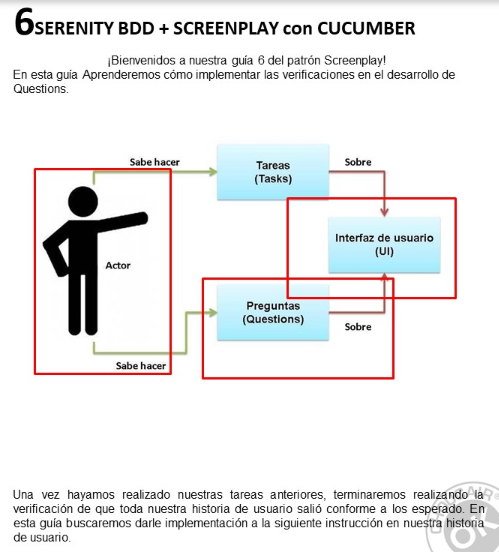 6SERENITY BDD + SCREENPLAY con CUCUMBER
¡Bienvenidos a nuestra guía 6 del patrón Screenplay!
En esta guía Aprenderemos cómo implementar las verificaciones en el desarrollo de
Questions.
Sabe hacer
Tareas
(Tasks)
Sobre
Interfaz de usuario
(UI)
Actor
Preguntas
(Questions)
Sobre
Sabe hacer
Una vez hayamos realizado nuestras tareas anteriores, terminaremos realizando la
verificación de que toda nuestra historia de usuario salió conforme a los esperado. En
esta guía buscaremos darle implementación a la siguiente instrucción en nuestra historia
de usuario.